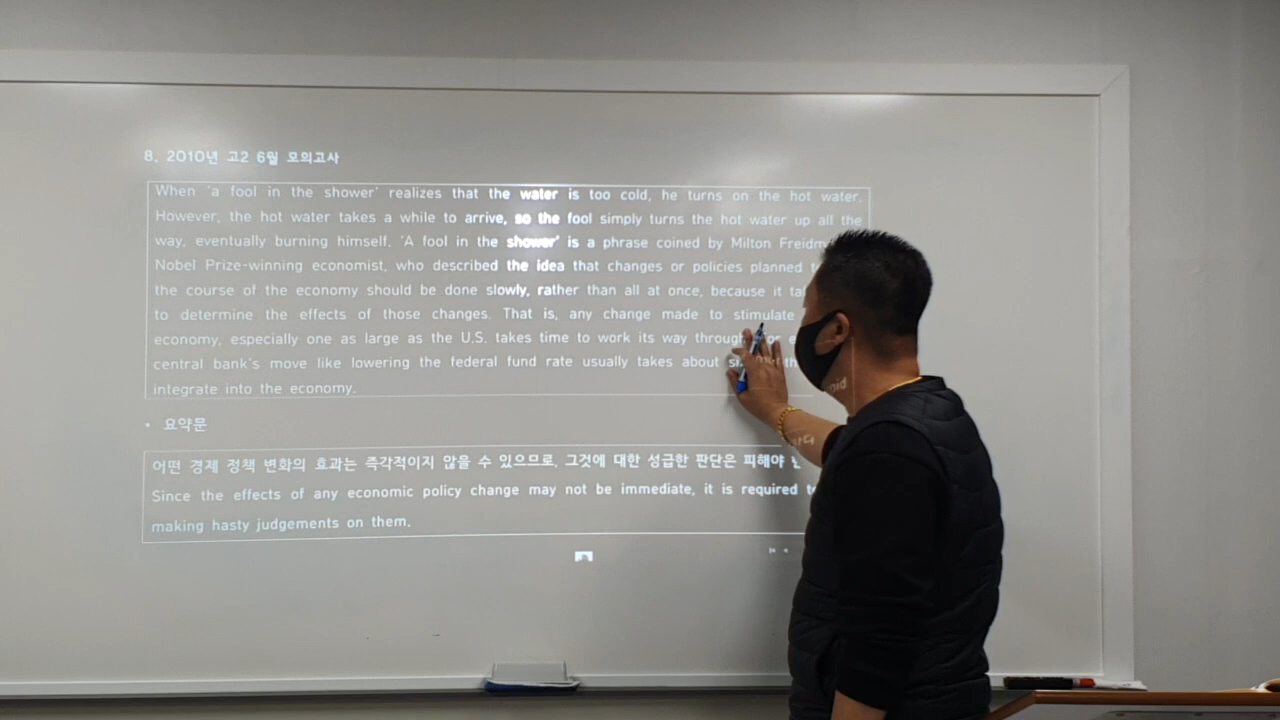 8. 2010년 고2 6월 모의고사
When 'a fool in the shower' realizes that the water is too cold, he turns on the hot water.
However, the hot water takes a while to arrive, so the fool simply turns the hot water up all the
way, eventually burning himself. 'A fool in the shower' is a phrase coined by Milton
Nobel Prize-winning economist, who described the idea that changes or policies planned
the course of the economy should be done slowly, rather than all at once, because it
to determine the effects of those changes. That is, any change made to stimulate
economy, especially one as large as the U.S. takes time to work its way through
central bank's move like lowering the federal fund rate usually takes about
integrate into the economy.
• 요약문
어떤 경제 정책 변화의 효과는 즉각적이지 않을 수 있으므로, 그것에 대한 성급한 판단은 피해야
Since the effects of any economic policy change may not be immediate, it is required
making hasty judgements on them.